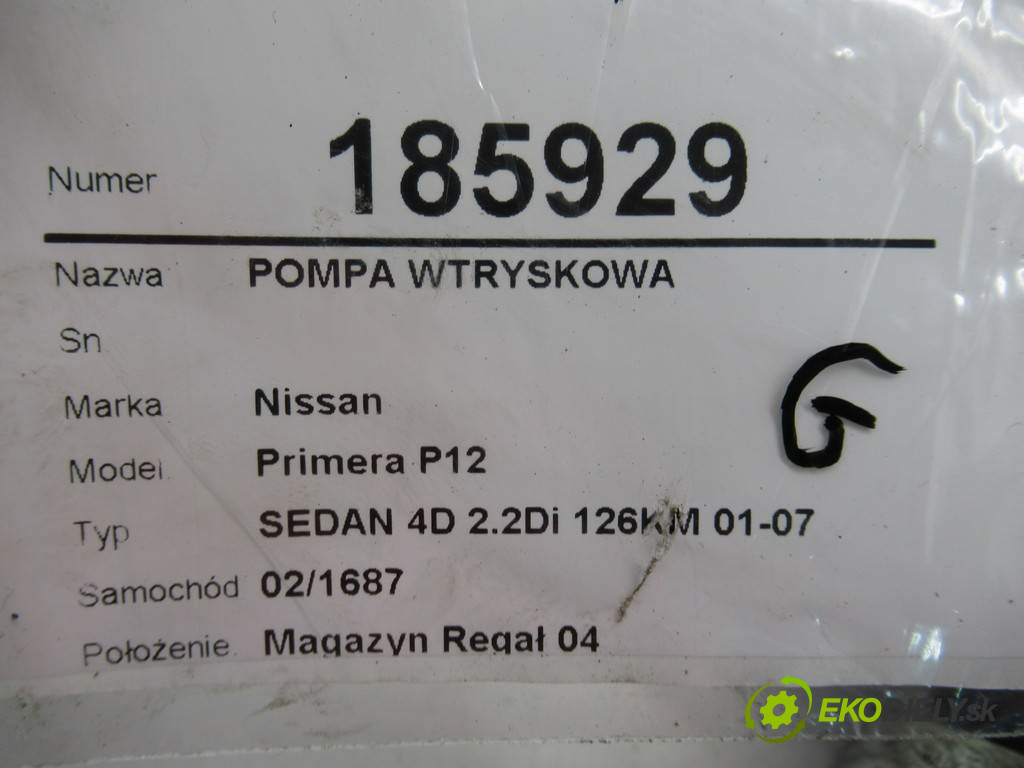 Numer 185929
Nazwa POMPA WTRYSKOWA
Sn
Marka Nissan
G
Model Primera P12
Typ SEDAN 4D 2.2Di 126KM 01-07
Samochód 02/1687
Położenie Magazyn Regał 04
EKODIELY.sk